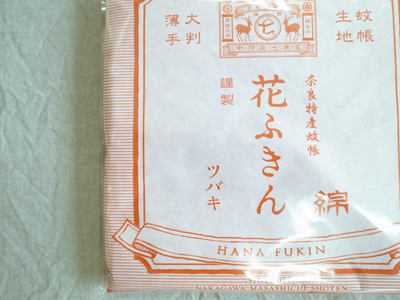 蚊帳
生地
大判
薄手
七
中川政七商店
奈良特産蚊帳
綿
花ふきん
謹製
ツバキ
HANA FUKIN
NAKAGAWA MASASHICHI SHOTEN